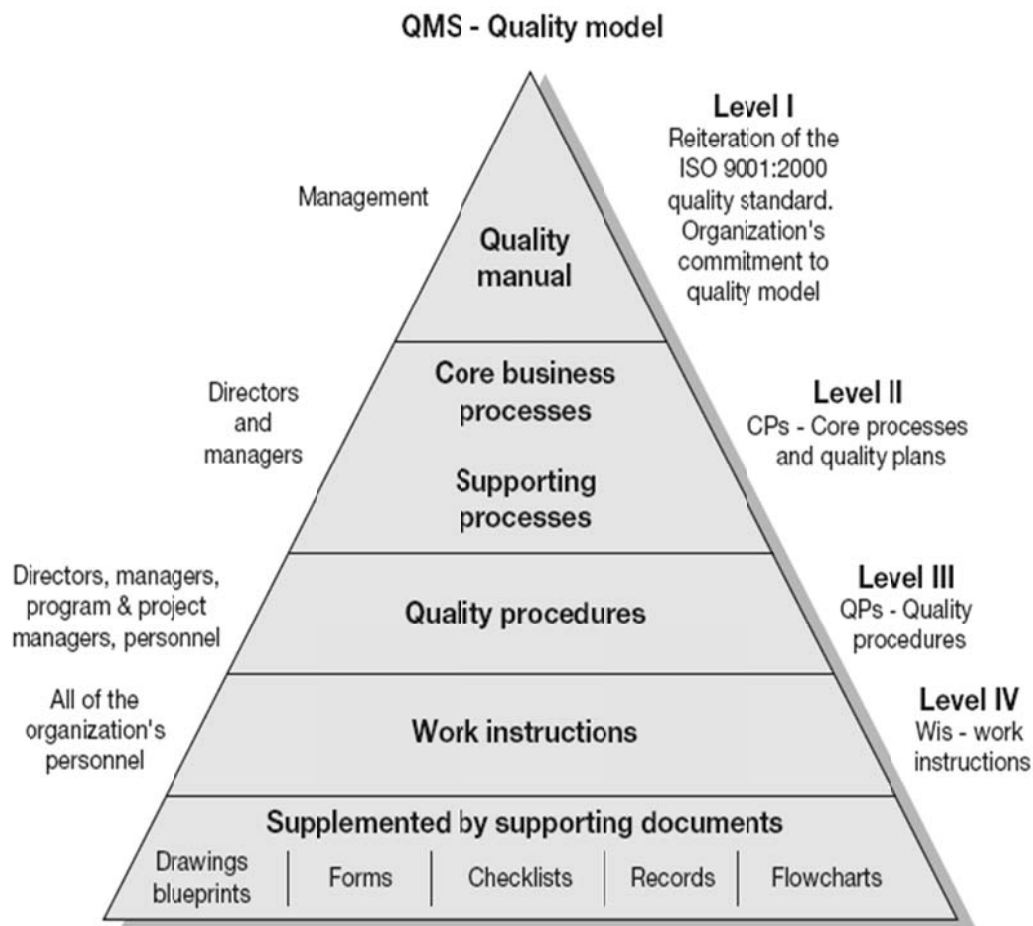 QMS - Quality model
Management
Quality
manual
Level I
Reiteration of the
ISO 9001:2000
quality standard.
Organization's
commitment to
quality model
Directors
and
managers
Core business
processes
Supporting
processes
Level II
CPs - Core processes
and quality plans
Directors, managers,
program & project
managers, personnel
Quality procedures
Level III
QPs - Quality
procedures
All of the
organization's
personnel
Work instructions
Level IV
Wis - work
instructions
Supplemented by supporting documents
Drawings
blueprints
Forms
Checklists
Records
Flowcharts